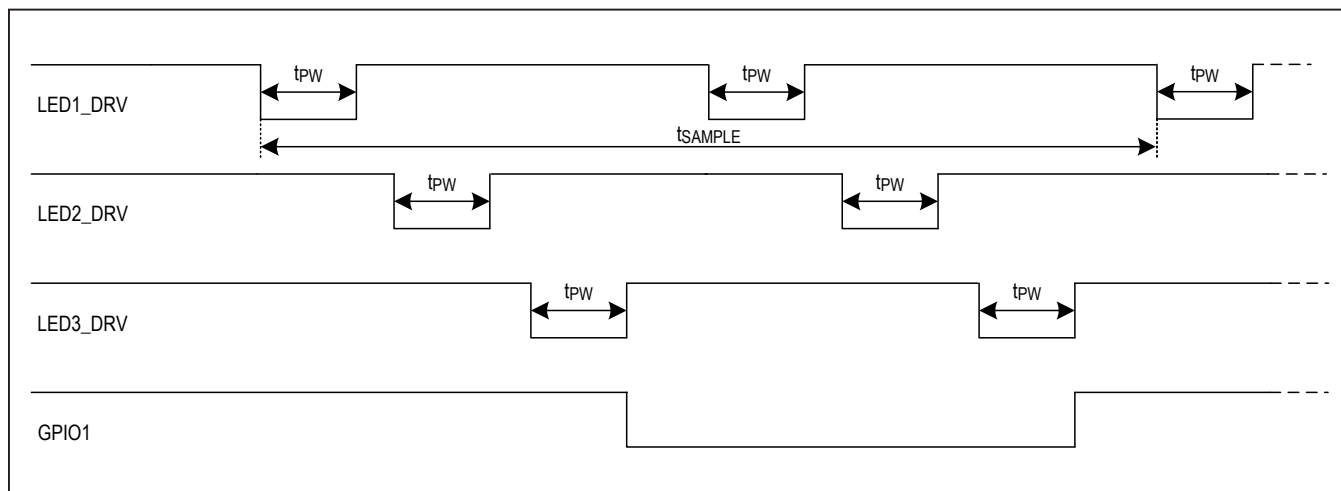 tPW
tPW
tPW
LED1_DRV
tSAMPLE
tPW
tPW
LED2_DRV
tPW
tPW
LED3_DRV
GPIO1